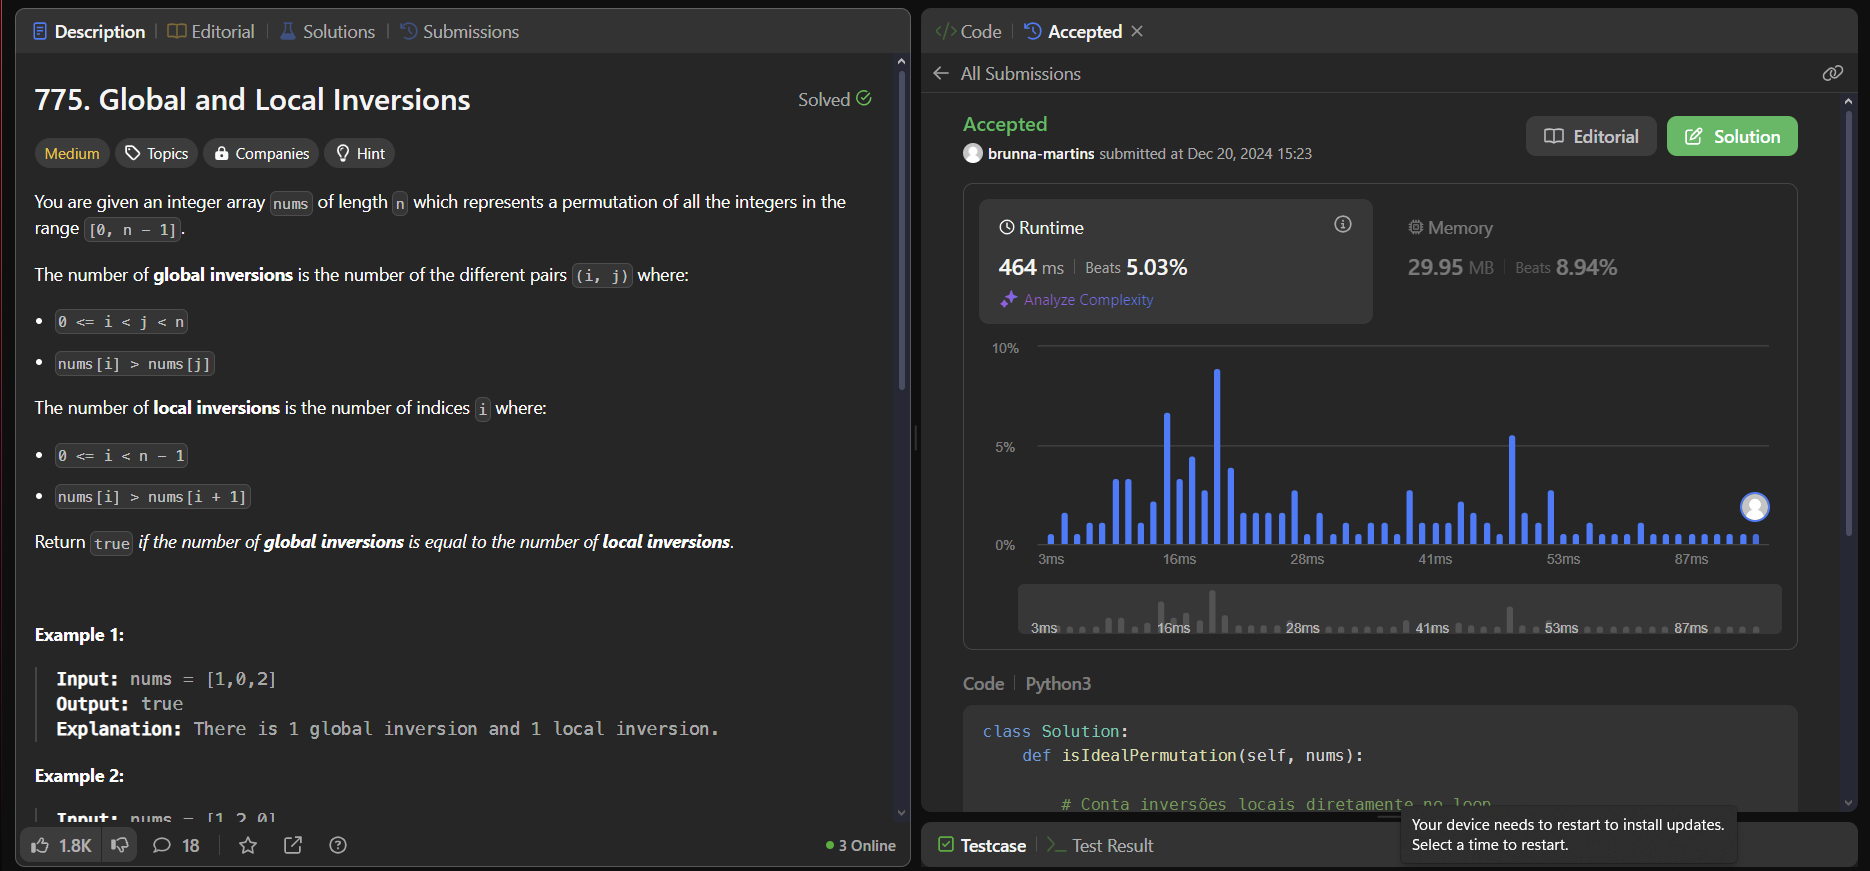 Description
Editorial
Solutions
Submissions
775. Global and Local Inversions
Solved
Medium
Topics
Companies
Hint
You are given an integer array nums of length n which represents a permutation of all the integers in the
range [0, n - 1].
The number of global inversions is the number of the different pairs (i, j) where:
• 0 <= i < j < n
• nums[i] > nums[j]
The number of local inversions is the number of indices i where:
• 0 <= i < n - 1
• nums[i] > nums[i + 1]
Return true if the number of global inversions is equal to the number of local inversions.
Example 1:
Input: nums = [1,0,2]
Output: true
Explanation: There is 1 global inversion and 1 local inversion.
Example 2:
Input: nums = [1,2,0]
1.8K
18
3 Online
</> Code
Accepted
All Submissions
Accepted
brunna-martins submitted at Dec 20, 2024 15:23
Editorial
Solution
Runtime
464 ms | Beats 5.03%
Analyze Complexity
Memory
29.95 MB | Beats 8.94%
10%
5%
0%
3ms 16ms 28ms 41ms 53ms 87ms
3ms 16ms 28ms 41ms 53ms 87ms
Code | Python3
class Solution:
def isIdealPermutation(self, nums):
# Conta inversões locais diretamente no loop
Testcase
Test Result
Your device needs to restart to install updates.
Select a time to restart.